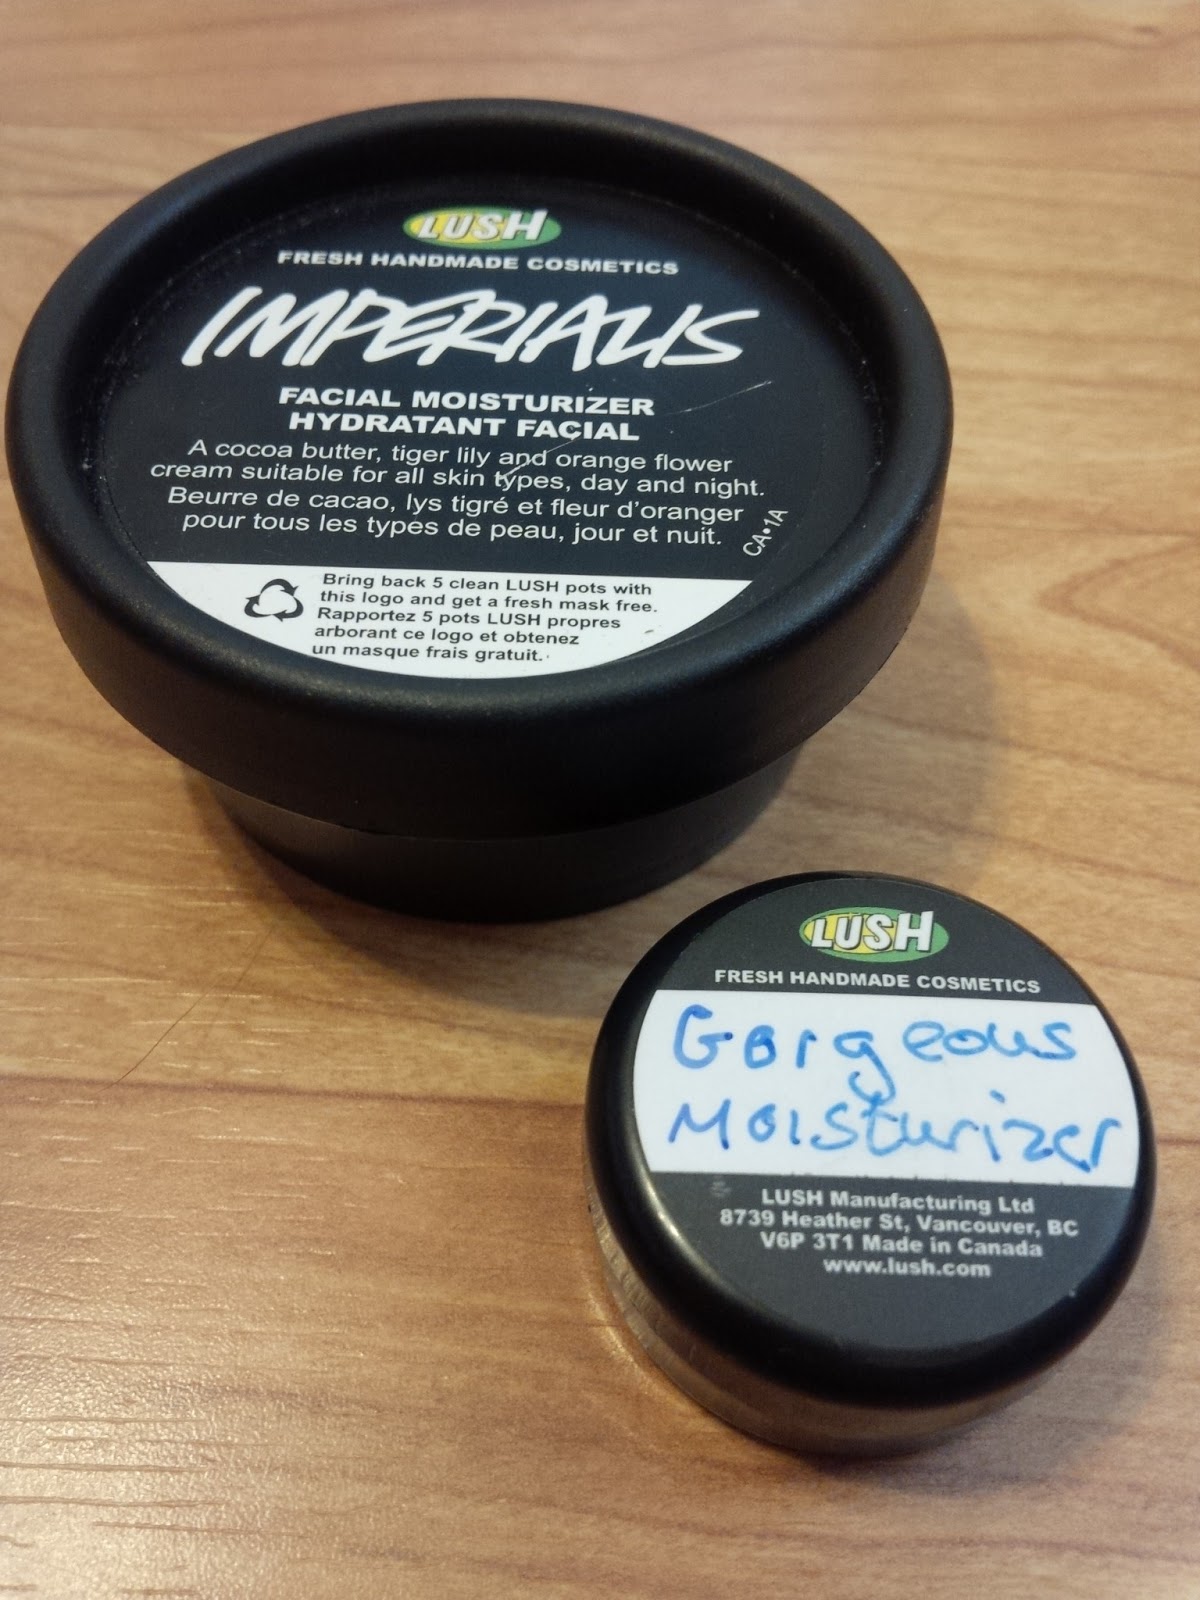 LUSH
FRESH HANDMADE COSMETICS
IMPERIALIS
FACIAL MOISTURIZER
HYDRATANT FACIAL
A cocoa butter, tiger lily and orange flower
cream suitable for all skin types, day and night.
Beurre de cacao, lys tigré et fleur d'oranger
pour tous les types de peau, jour et nuit.
CA•1A
Bring back 5 clean LUSH pots with
this logo and get a fresh mask free.
Rapportez 5 pots LUSH propres
arborant ce logo et obtenez
un masque frais gratuit.
LUSH
FRESH HANDMADE COSMETICS
Gorgeous
Moisturizer
LUSH Manufacturing Ltd
8739 Heather St, Vancouver, BC
V6P 3T1 Made in Canada
www.lush.com